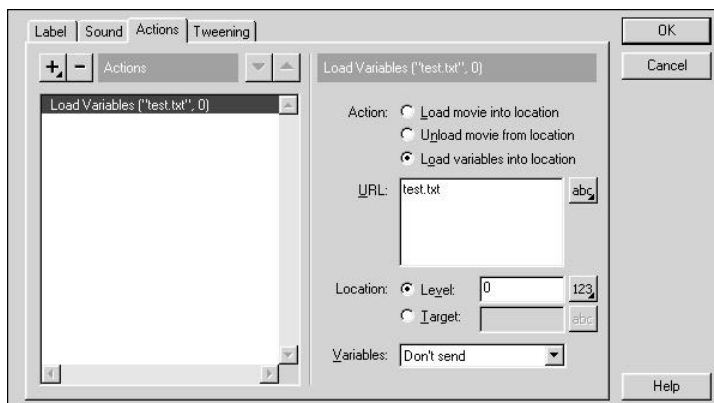 Label Sound Actions Tweening
OK
+ - Actions
Load Variables ("test.txt", 0)
Cancel
Load Variables ("test.txt", 0)
Action: Load movie into location
Unload movie from location
Load variables into location
URL: test.txt abc
Location: Level: 0 123
Target: abc
Variables: Don't send
Help